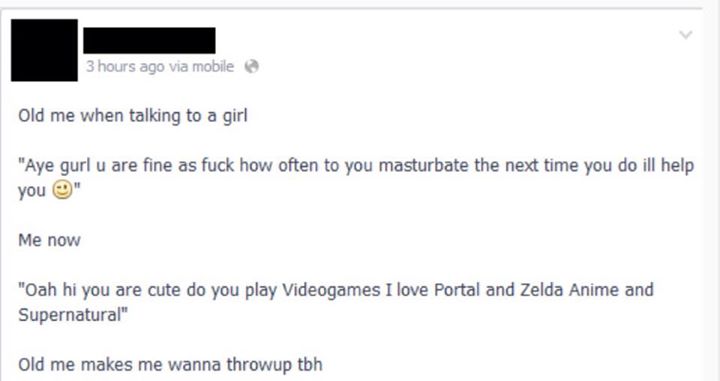 3 hours ago via mobile
Old me when talking to a girl
"Aye gurl u are fine as fuck how often to you masturbate the next time you do ill help
you 😉"
Me now
"Oah hi you are cute do you play Videogames I love Portal and Zelda Anime and
Supernatural"
Old me makes me wanna throwup tbh